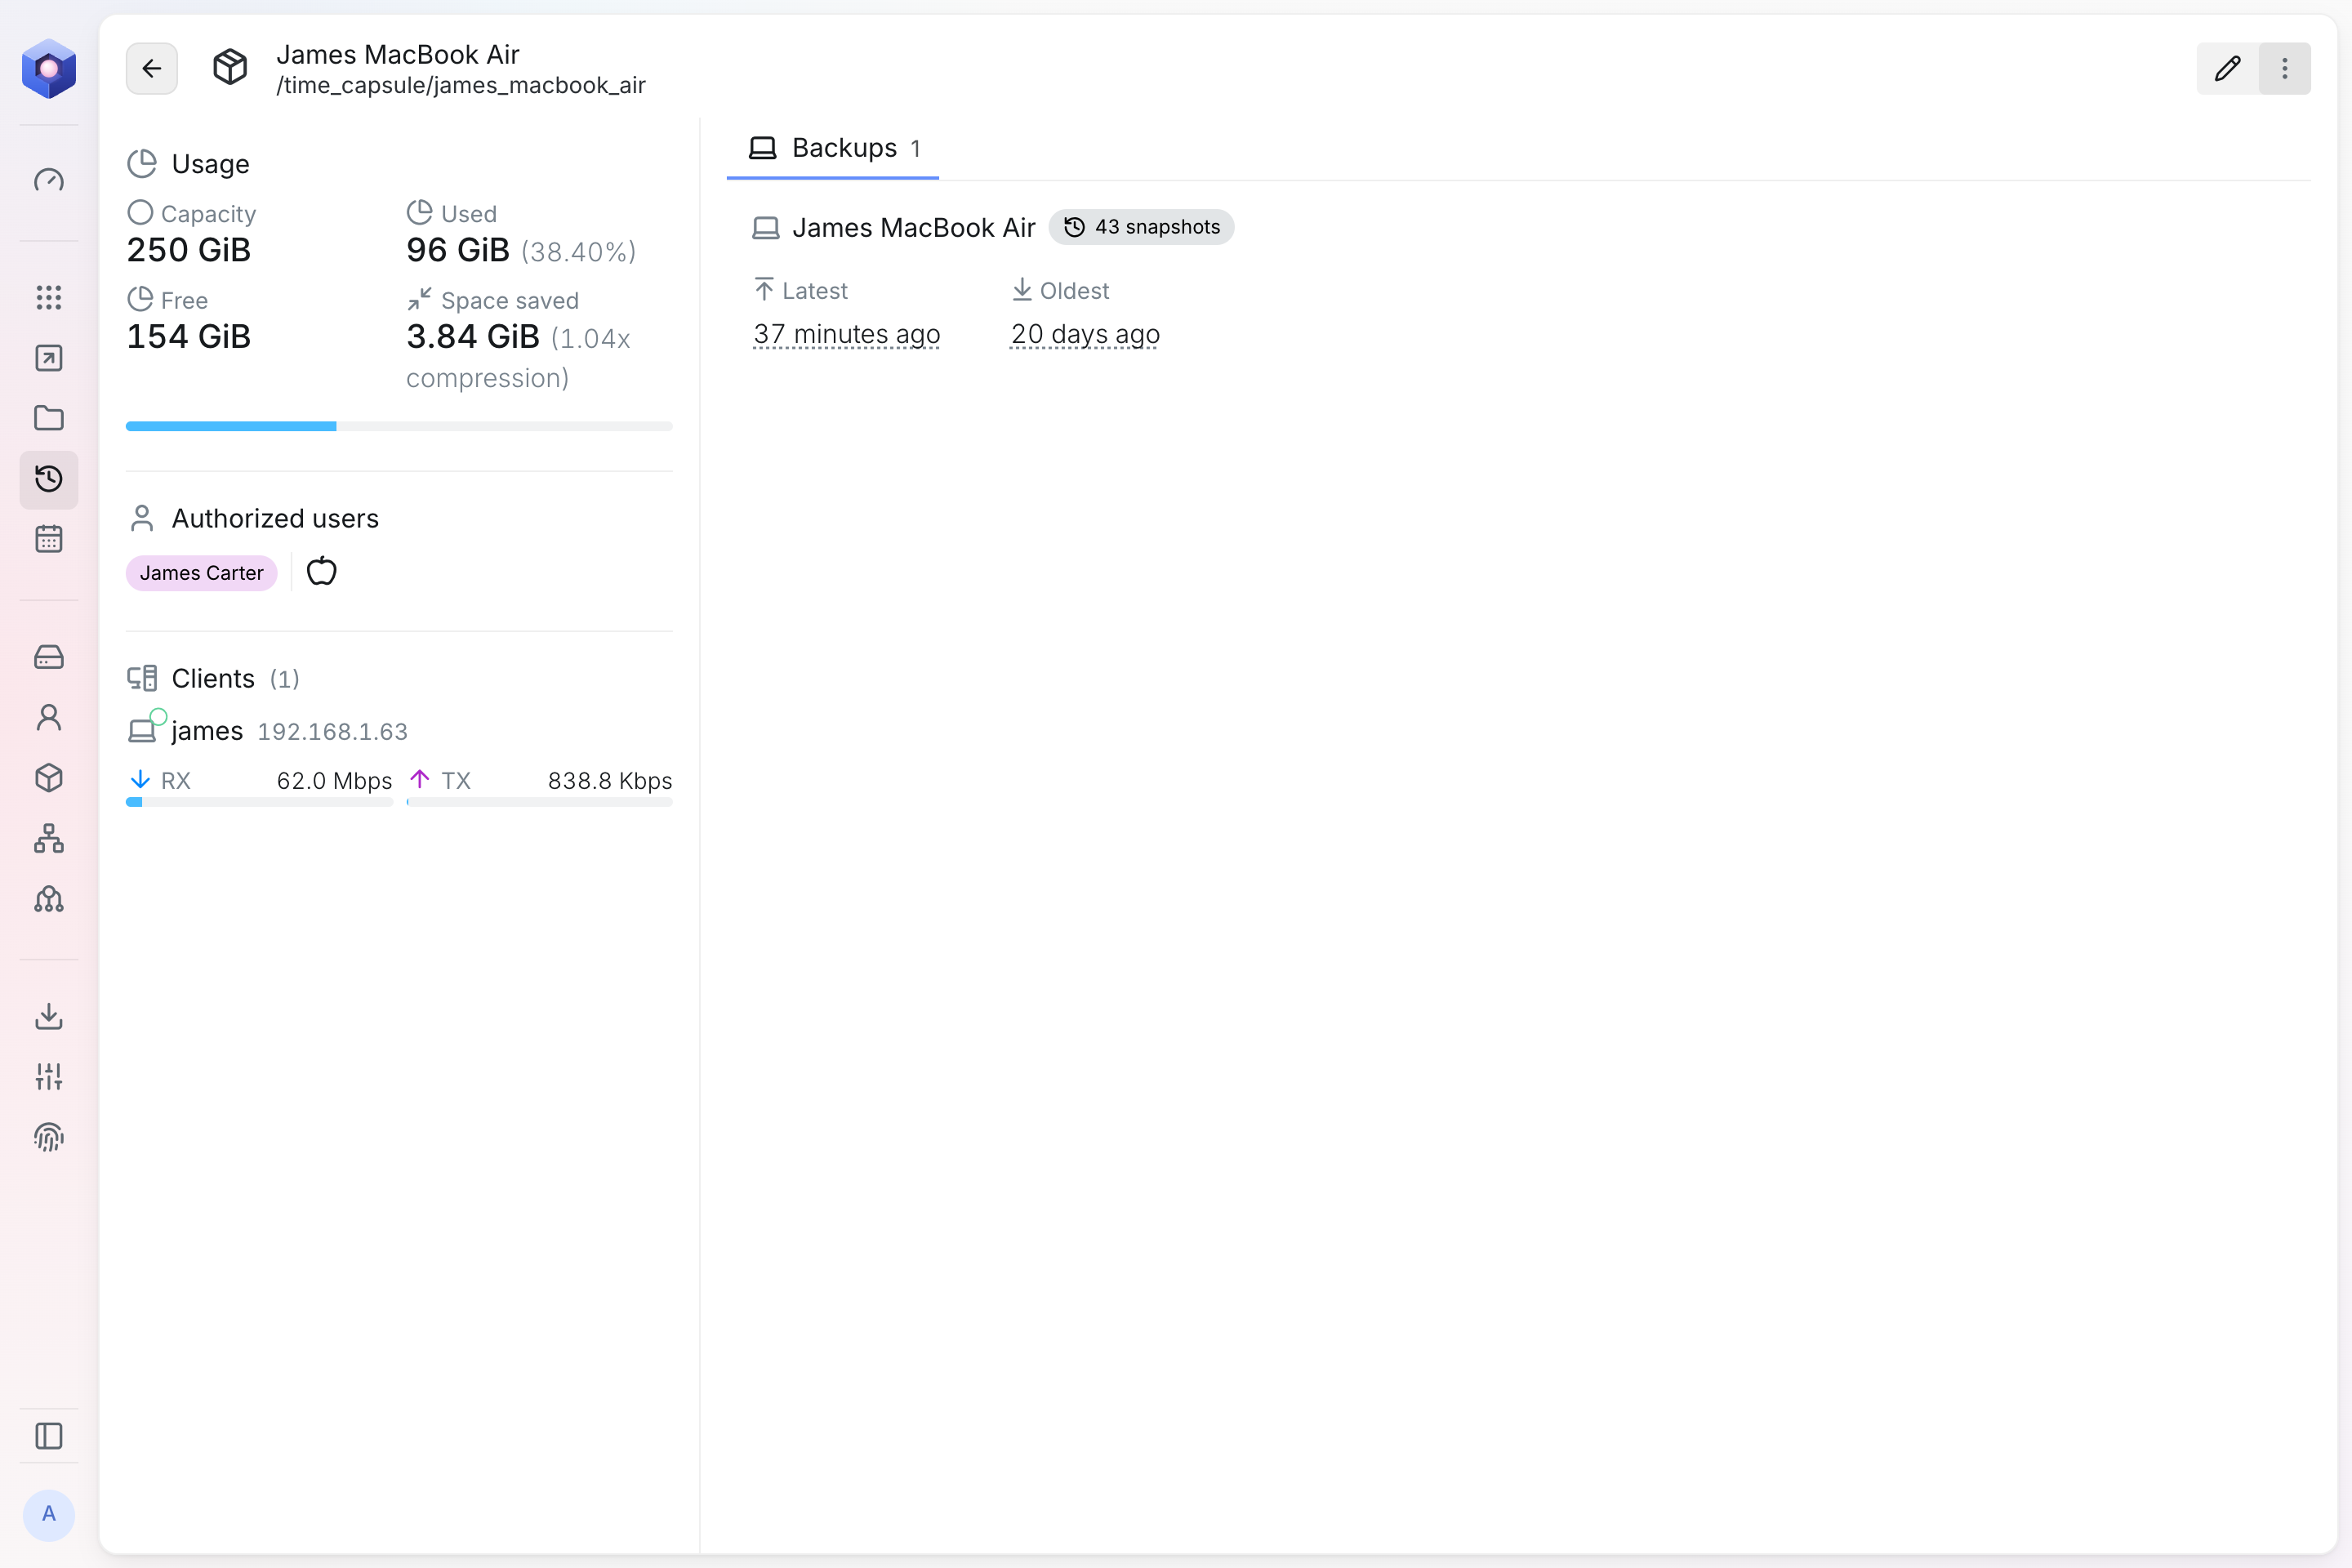 James MacBook Air
/time_capsule/james_macbook_air
Usage
Capacity
250 GiB
Used
96 GiB (38.40%)
Free
154 GiB
Space saved
3.84 GiB (1.04x
compression)
Authorized users
James Carter
Clients (1)
james 192.168.1.63
RX 62.0 Mbps
TX 838.8 Kbps
Backups 1
James MacBook Air
43 snapshots
Latest
37 minutes ago
Oldest
20 days ago
A